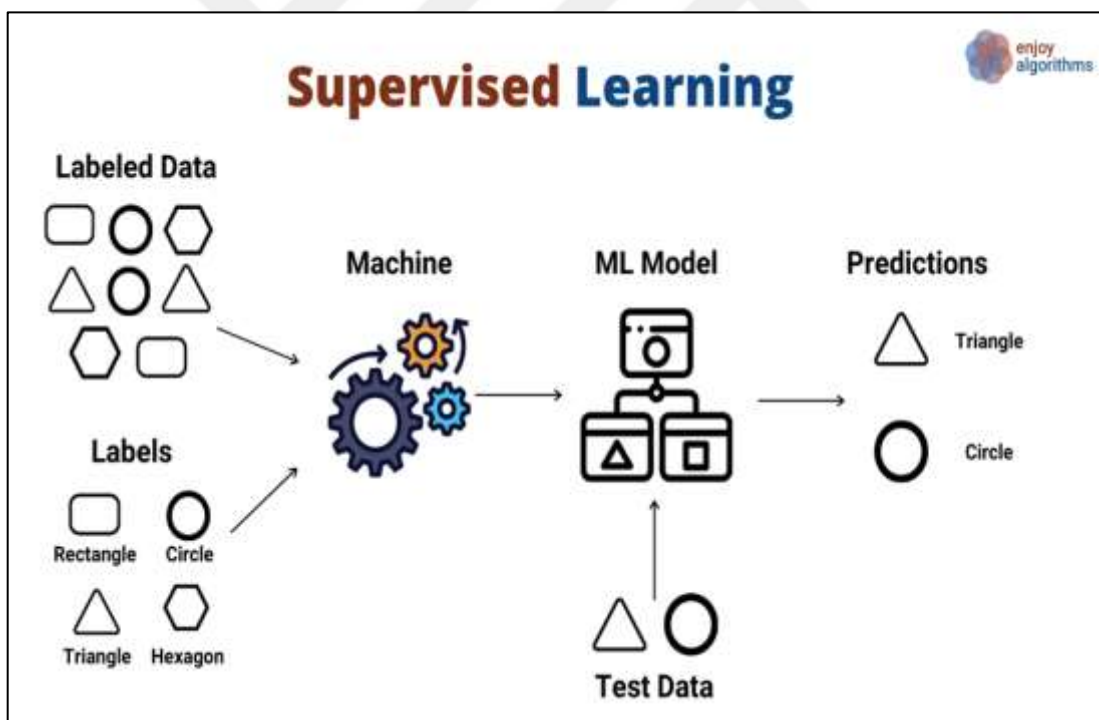 enjoy
algorithms
Supervised Learning
Labeled Data
Machine
ML Model
Predictions
Triangle
Circle
Labels
Rectangle Circle
Triangle Hexagon
Test Data